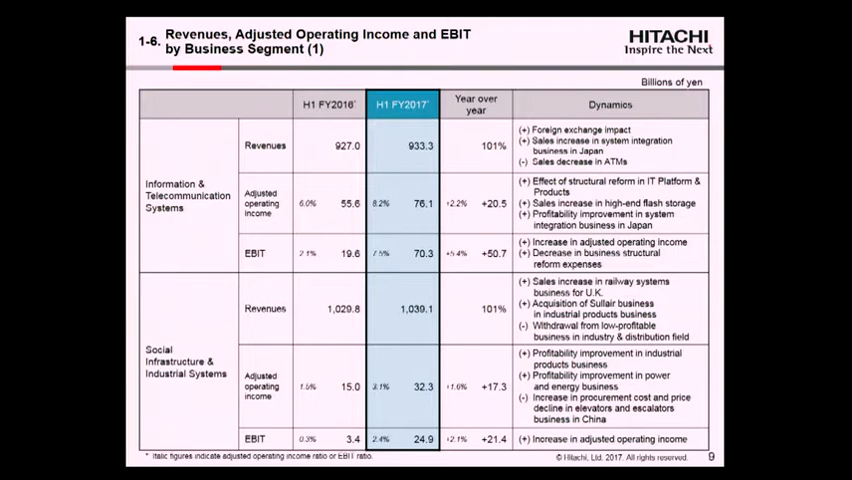 1-6. Revenues, Adjusted Operating Income and EBIT
by Business Segment (1)
HITACHI
Inspire the Next
Billions of yen
H1 FY2016* H1 FY2017* Year over
year Dynamics
Information &
Telecommunication
Systems
Revenues 927.0 933.3 101%
(+) Foreign exchange impact
(+) Sales increase in system integration
business in Japan
(-) Sales decrease in ATMs
Adjusted
operating
income
6.0% 55.6 8.2% 76.1 +2.2% +20.5
(+) Effect of structural reform in IT Platform &
Products
(+) Sales increase in high-end flash storage
(+) Profitability improvement in system
integration business in Japan
EBIT 2.1% 19.6 7.5% 70.3 +5.4% +50.7
(+) Increase in adjusted operating income
(+) Decrease in business structural
reform expenses
Social
Infrastructure &
Industrial Systems
Revenues 1,029.8 1,039.1 101%
(+) Sales increase in railway systems
business for U.K.
(+) Acquisition of Sullair business
in industrial products business
(-) Withdrawal from low-profitable
business in industry & distribution field
Adjusted
operating
income
1.5% 15.0 3.1% 32.3 +1.6% +17.3
(+) Profitability improvement in industrial
products business
(+) Profitability improvement in power
and energy business
(-) Increase in procurement cost and price
decline in elevators and escalators
business in China
EBIT 0.3% 3.4 2.4% 24.9 +2.1% +21.4
(+) Increase in adjusted operating income
* Italic figures indicate adjusted operating income ratio or EBIT ratio.
© Hitachi, Ltd. 2017. All rights reserved. 9